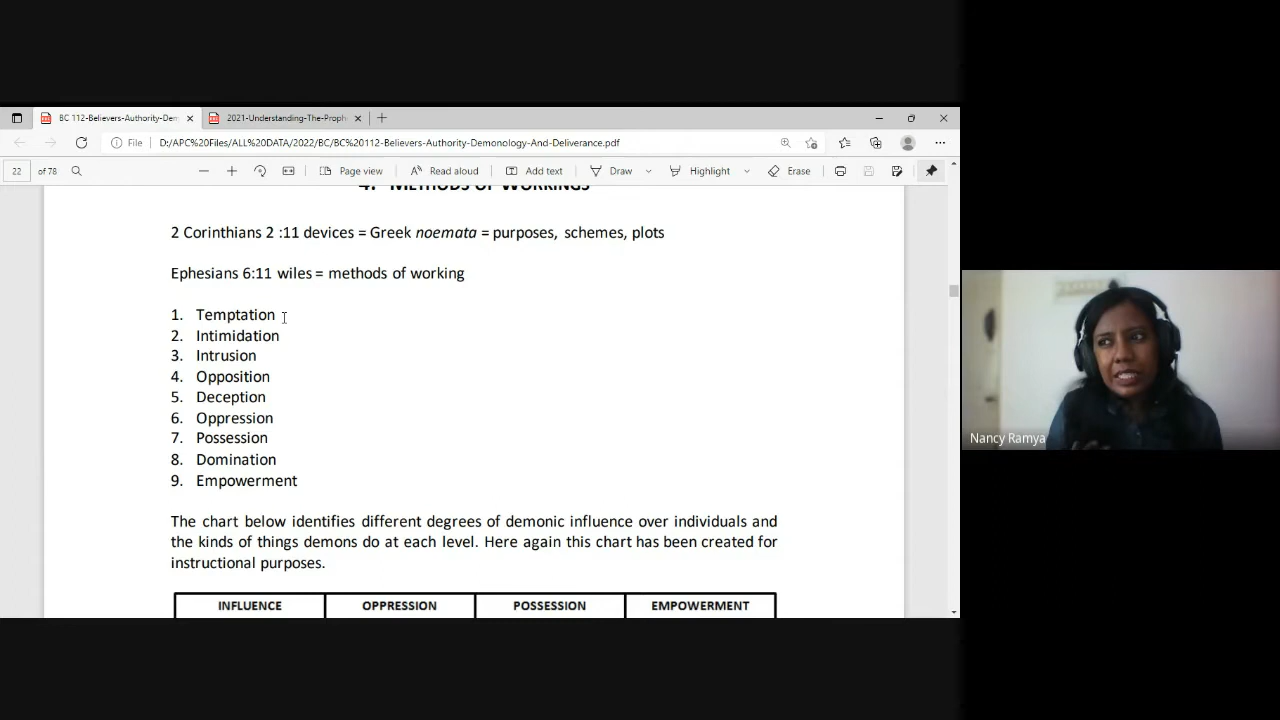 BC 112-Believers-Authority-Dem
2021-Understanding-The-Proph
File
D:/APC%20Files/ALL%20DATA/2022/BC/BC%20112-Believers-Authority-Demonology-And-Deliverance.pdf
22 of 78
Page view
Read aloud
Add text
Draw
Highlight
Erase
4. METHODS OF WORKINGS
2 Corinthians 2 :11 devices = Greek noemata = purposes, schemes, plots
Ephesians 6:11 wiles = methods of working
1. Temptation
2. Intimidation
3. Intrusion
4. Opposition
5. Deception
6. Oppression
7. Possession
8. Domination
9. Empowerment
The chart below identifies different degrees of demonic influence over individuals and
the kinds of things demons do at each level. Here again this chart has been created for
instructional purposes.
INFLUENCE OPPRESSION POSSESSION EMPOWERMENT
Nancy Ramya